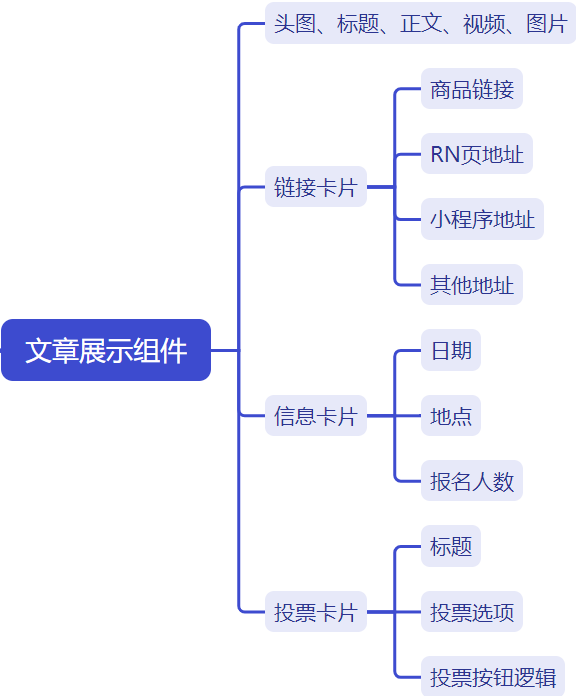 头图、标题、正文、视频、图片
商品链接
RN页地址
链接卡片
小程序地址
其他地址
文章展示组件
日期
信息卡片
地点
报名人数
标题
投票卡片
投票选项
投票按钮逻辑